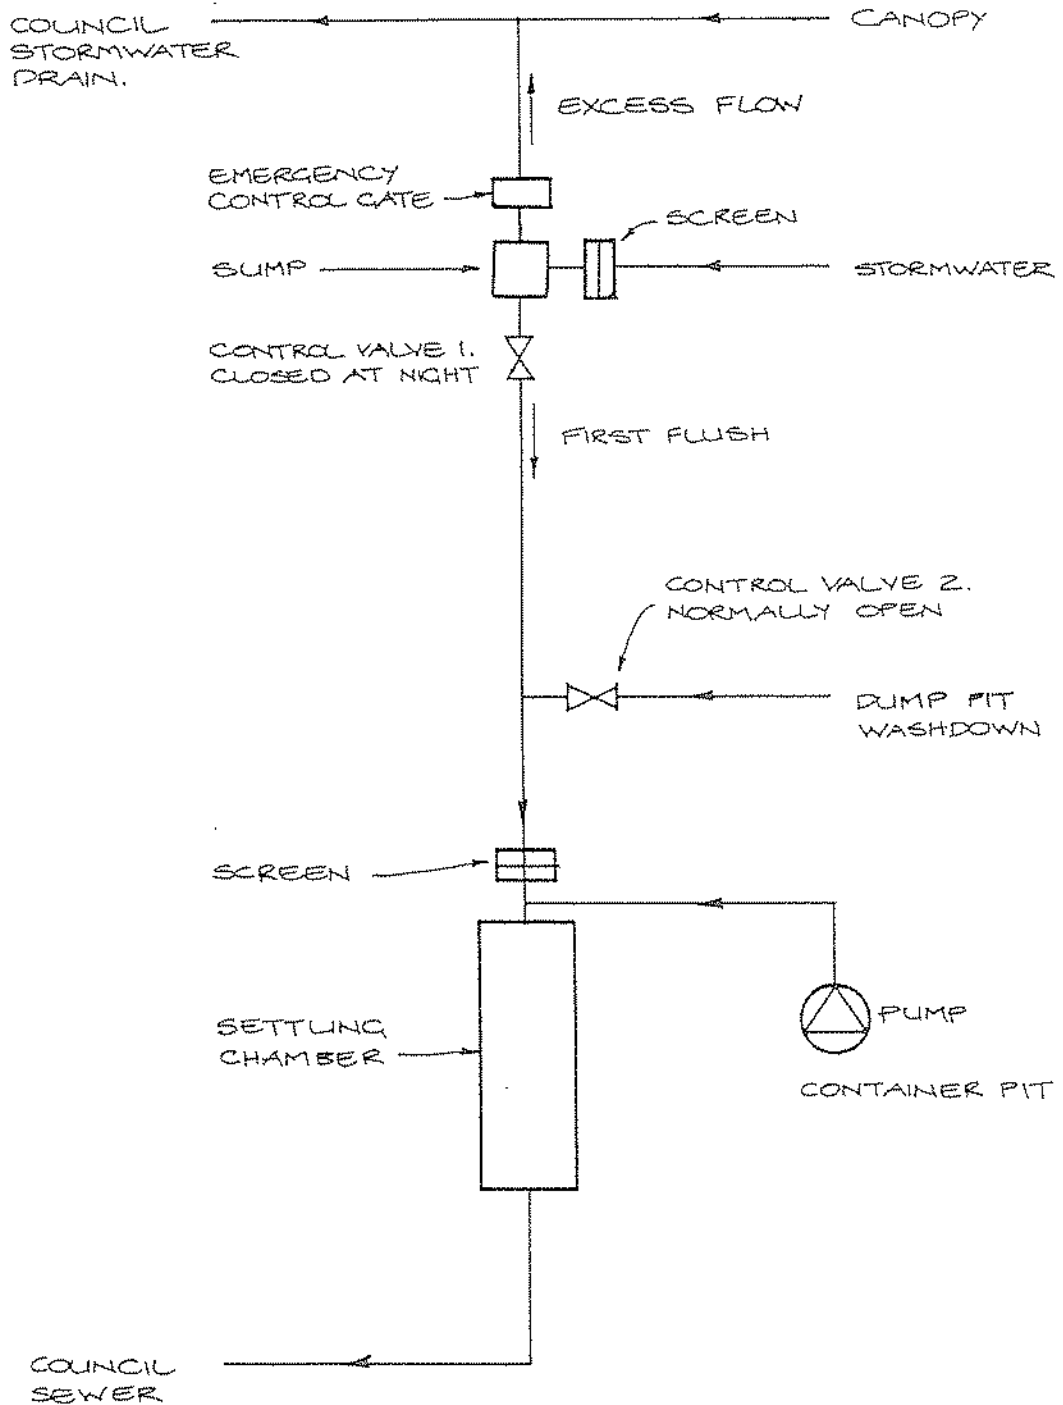 COUNCIL
STORMWATER
DRAIN.
CANOPY
EXCESS FLOW
EMERGENCY
CONTROL GATE
SCREEN
SUMP
STORMWATER
CONTROL VALVE 1.
CLOSED AT NIGHT
FIRST FLUSH
CONTROL VALVE 2.
NORMALLY OPEN
DUMP PIT
WASHDOWN
SCREEN
SETTLING
CHAMBER
PUMP
CONTAINER PIT
COUNCIL
SEWER